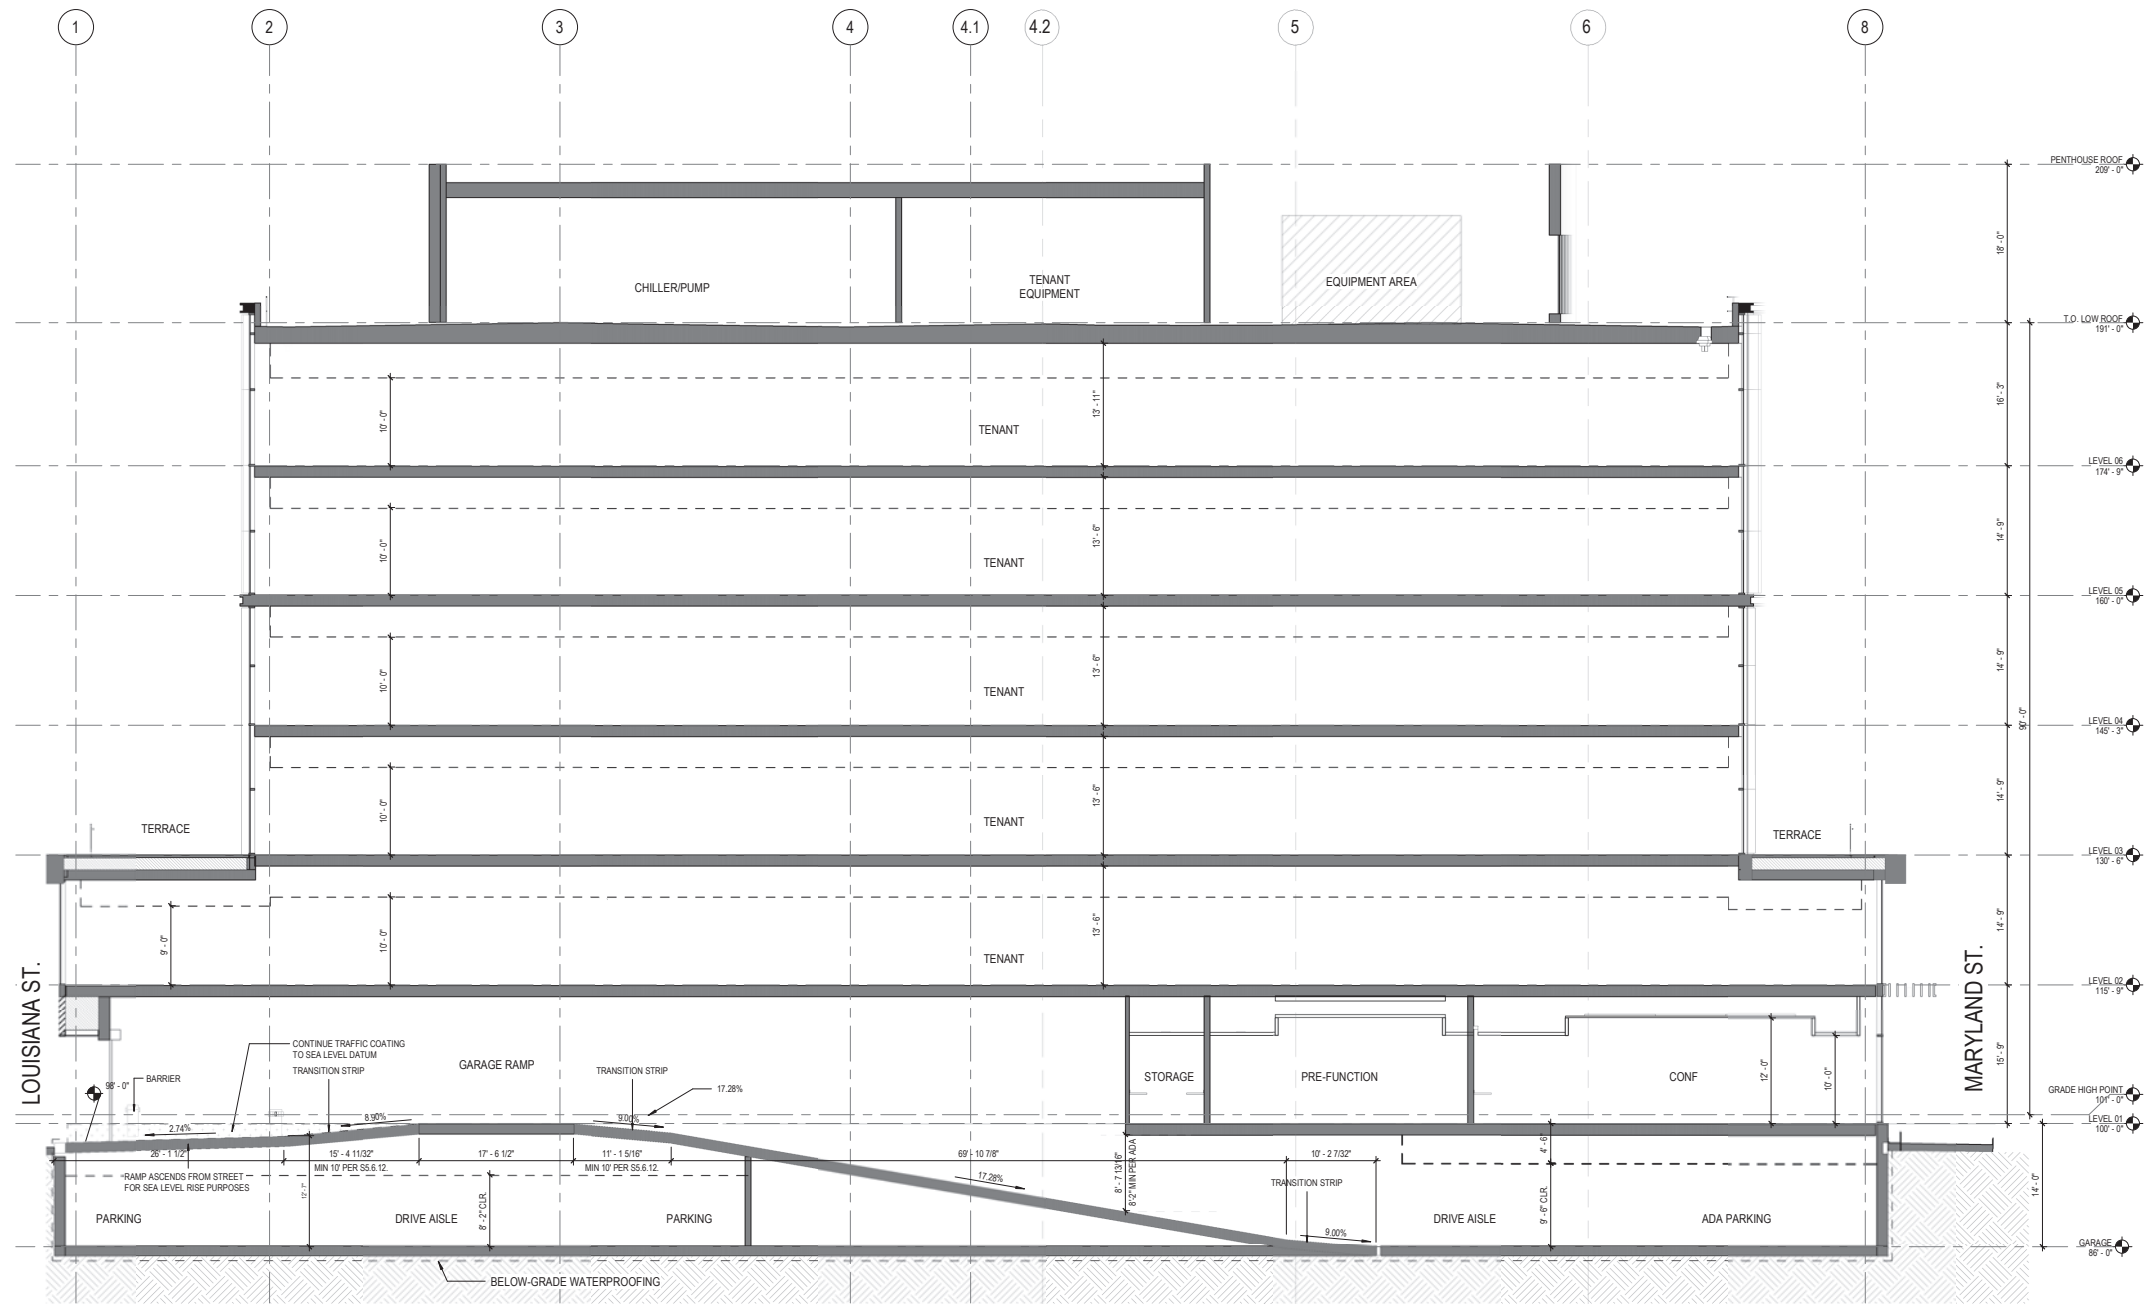 1
2
3
4
4.1
4.2
5
6
8
PENTHOUSE ROOF
209' - 0"
18' - 0"
CHILLER/PUMP
TENANT
EQUIPMENT
EQUIPMENT AREA
T.O. LOW ROOF
191' - 0"
10' - 0"
13' - 11"
16' - 3"
TENANT
LEVEL 06
174' - 9"
10' - 0"
13' - 6"
14' - 9"
TENANT
LEVEL 05
160' - 0"
10' - 0"
13' - 6"
14' - 9"
TENANT
90' - 0"
LEVEL 04
145' - 3"
10' - 0"
13' - 6"
14' - 9"
TENANT
TERRACE
TERRACE
LEVEL 03
130' - 6"
9' - 0"
10' - 0"
13' - 6"
14' - 9"
TENANT
LEVEL 02
115' - 9"
LOUISIANA ST.
MARYLAND ST.
CONTINUE TRAFFIC COATING
TO SEA LEVEL DATUM
TRANSITION STRIP
GARAGE RAMP
TRANSITION STRIP
STORAGE
PRE-FUNCTION
CONF
12' - 0"
10' - 0"
15' - 9"
98' - 0"
BARRIER
17.28%
GRADE HIGH POINT
101' - 0"
LEVEL 01
100' - 0"
2.74%
8.90%
9.00%
26' - 1 1/2"
15' - 4 11/32"
MIN 10' PER S5.6.12.
17' - 6 1/2"
11' - 1 5/16"
MIN 10' PER S5.6.12.
69' - 10 7/8"
10' - 2 7/32"
4' - 6"
RAMP ASCENDS FROM STREET
FOR SEA LEVEL RISE PURPOSES
12' - 1"
8' - 2" CLR.
17.28%
8' - 7 13/16"
8'-2" MIN PER ADA
TRANSITION STRIP
9' - 6" CLR.
14' - 0"
PARKING
DRIVE AISLE
PARKING
9.00%
DRIVE AISLE
ADA PARKING
GARAGE
86' - 0"
BELOW-GRADE WATERPROOFING